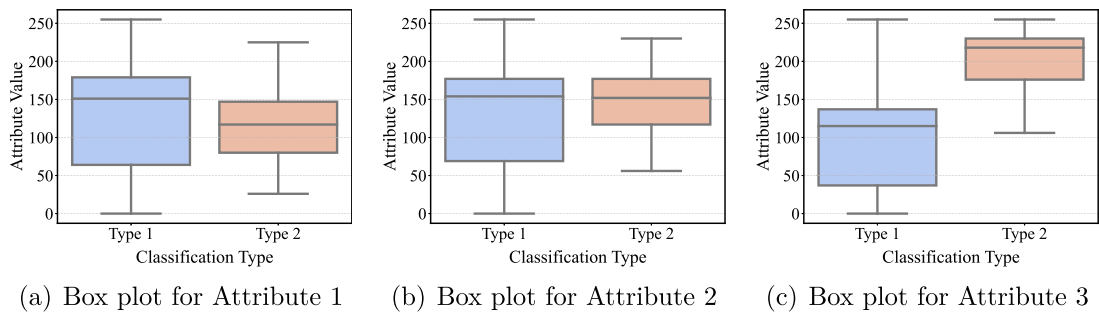 Attribute Value
250
200
150
100
50
0
Type 1
Type 2
Classification Type
(a) Box plot for Attribute 1
Attribute Value
250
200
150
100
50
0
Type 1
Type 2
Classification Type
(b) Box plot for Attribute 2
Attribute Value
250
200
150
100
50
0
Type 1
Type 2
Classification Type
(c) Box plot for Attribute 3